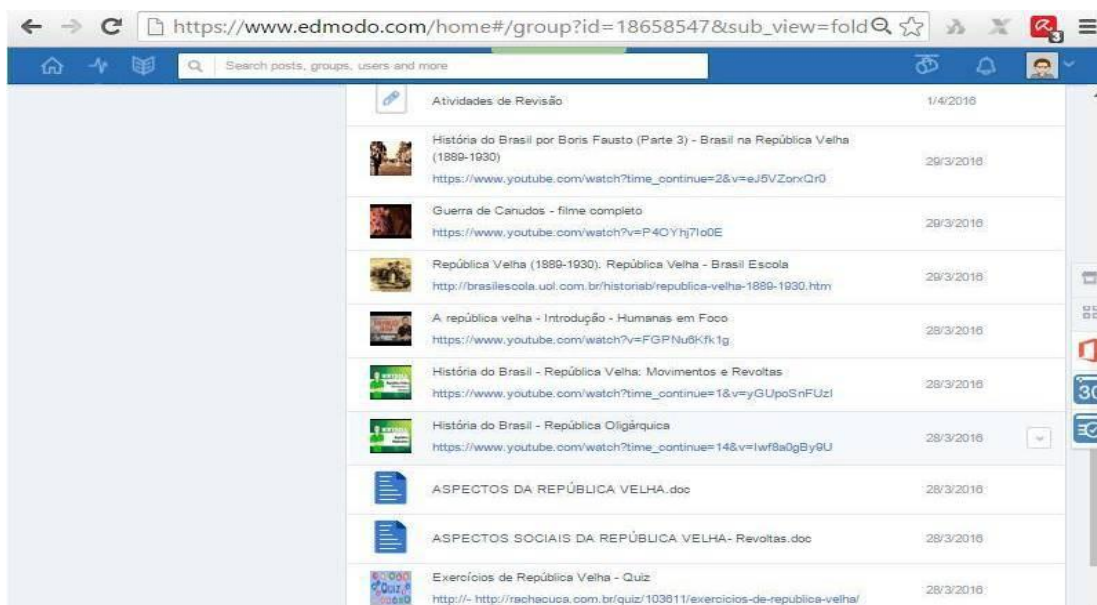 https://www.edmodo.com/home#/group?id=18658547&sub_view=fold
3
Search posts, groups, users and more
Atividades de Revisão
1/4/2016
História do Brasil por Boris Fausto (Parte 3) - Brasil na República Velha
(1889-1930)
29/3/2016
https://www.youtube.com/watch?time_continue=2&v=eJ5VZorxQr0
Guerra de Canudos - filme completo
29/3/2016
https://www.youtube.com/watch?v=P4OYhj7Io0E
República Velha (1889-1930). República Velha - Brasil Escola
29/3/2016
http://brasilescola.uol.com.br/historiab/republica-velha-1889-1930.htm
A república velha - Introdução - Humanas em Foco
28/3/2016
https://www.youtube.com/watch?v=FGPNu6Kfk1g
História do Brasil - República Velha: Movimentos e Revoltas
28/3/2016
https://www.youtube.com/watch?time_continue=1&v=yGUpoSnFUzI
História do Brasil - República Oligárquica
28/3/2016
https://www.youtube.com/watch?time_continue=14&v=Iwf8a0gBy9U
ASPECTOS DA REPÚBLICA VELHA.doc
28/3/2016
ASPECTOS SOCIAIS DA REPÚBLICA VELHA- Revoltas.doc
28/3/2016
Exercícios de República Velha - Quiz
28/3/2016
http://- http://rachacuca.com.br/quiz/103611/exercicios-de-republica-velha/